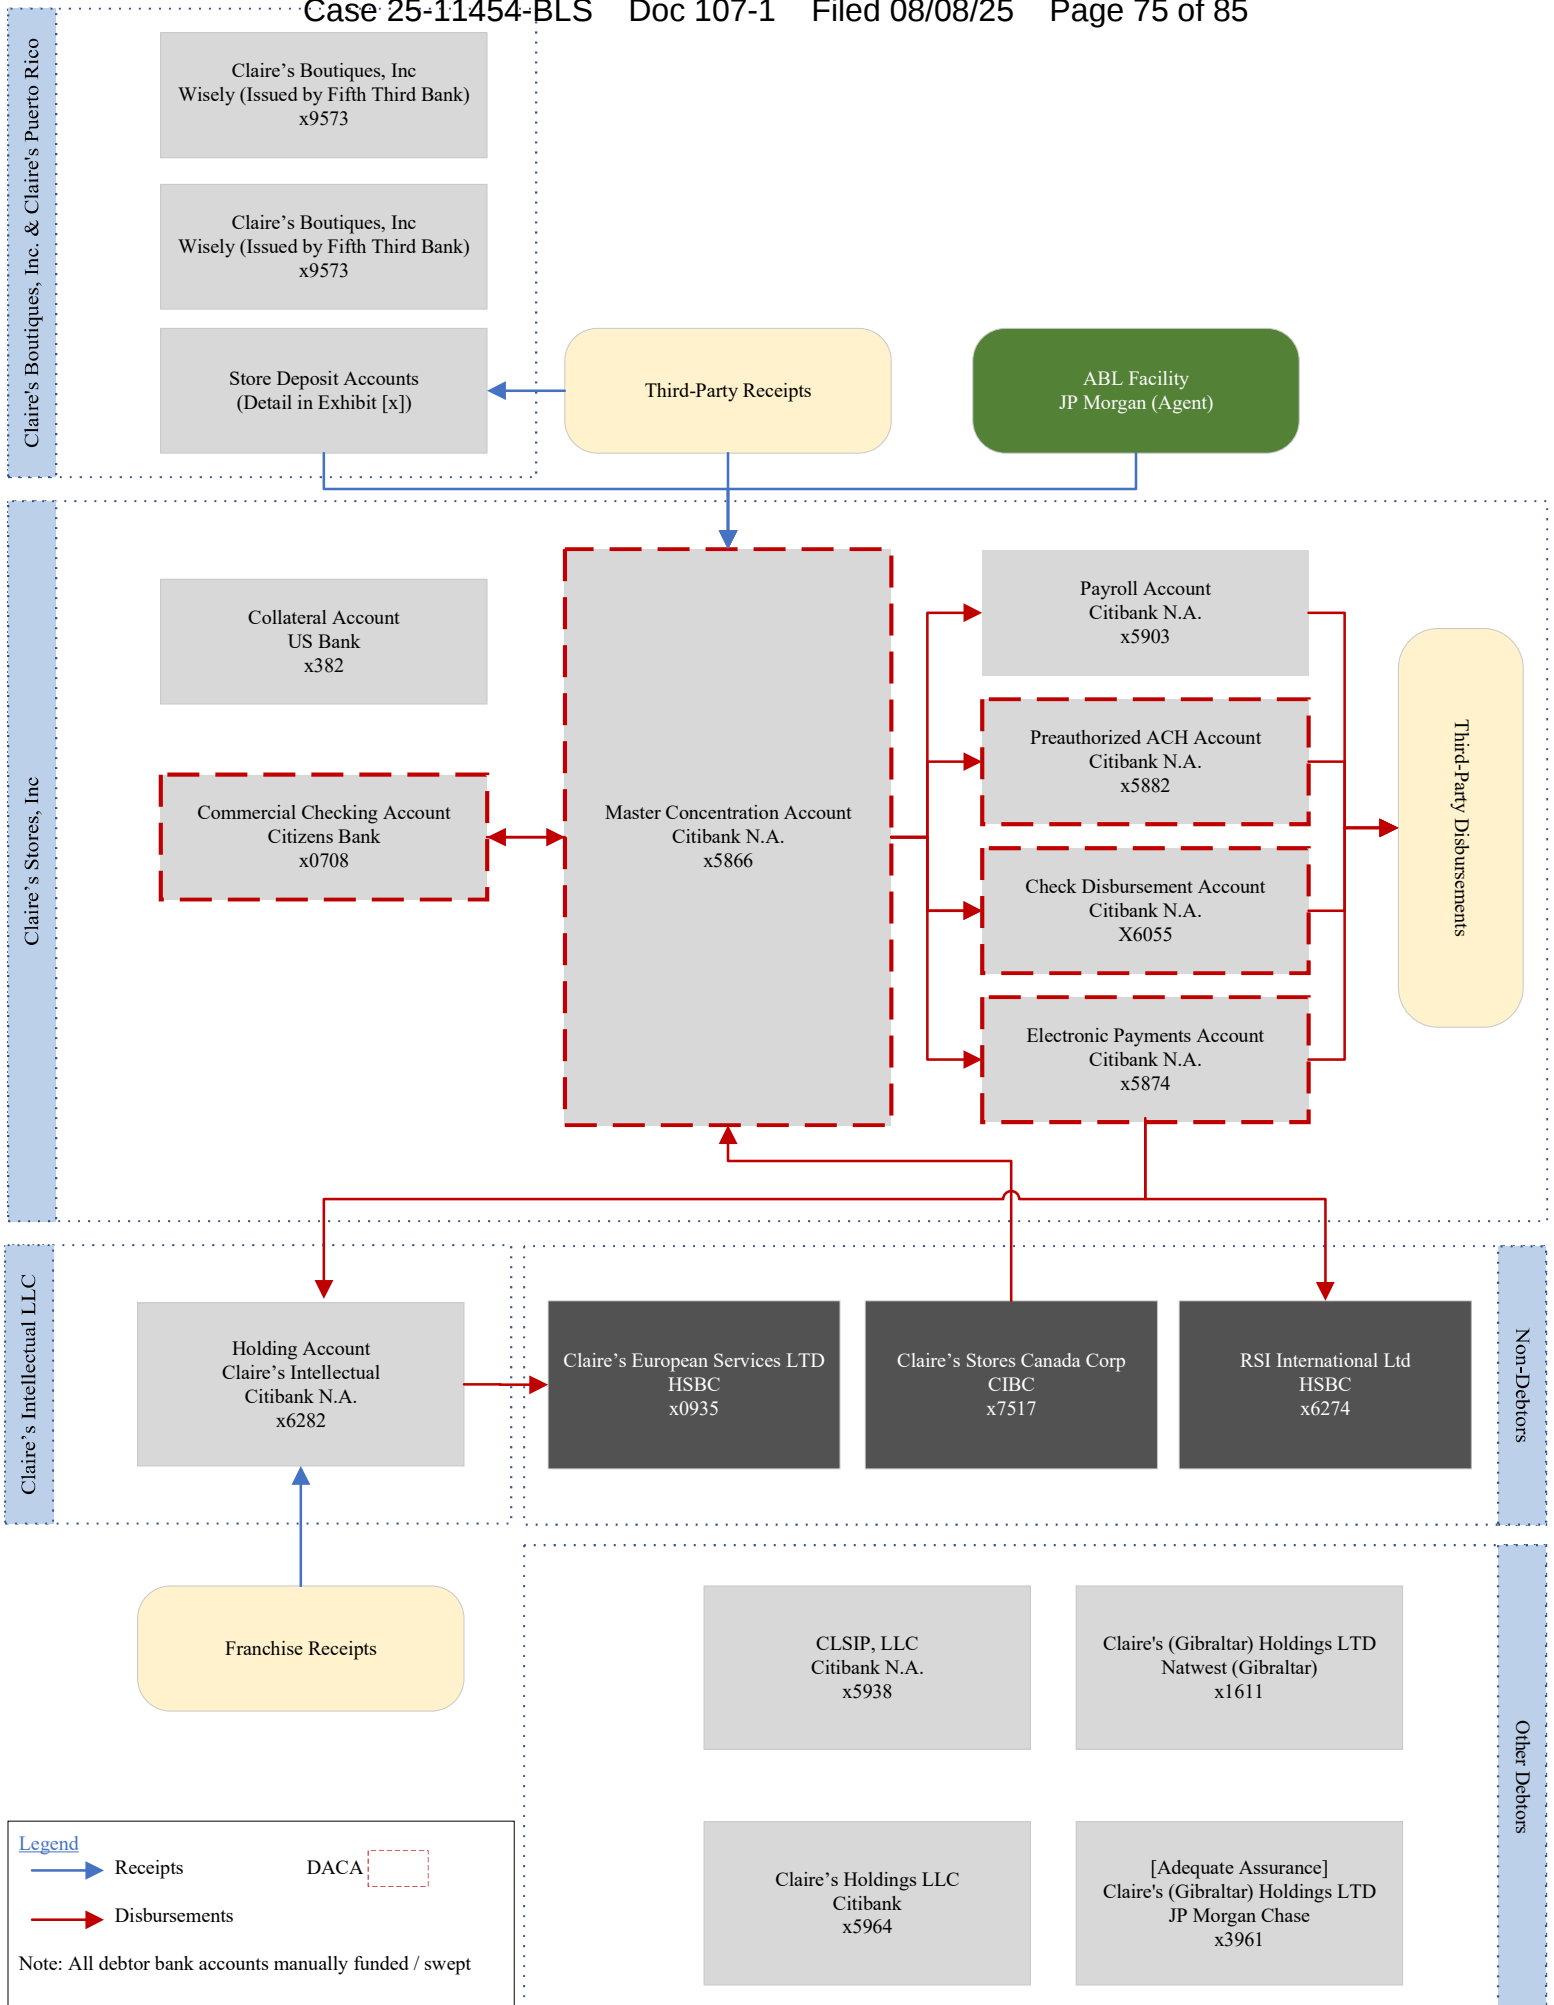 Case 25-11454-BLS Doc 107-1 Filed 08/08/25 Page 75 of 85
Claire's Boutiques, Inc. & Claire's Puerto Rico
Claire’s Boutiques, Inc
Wisely (Issued by Fifth Third Bank)
x9573
Claire’s Boutiques, Inc
Wisely (Issued by Fifth Third Bank)
x9573
Store Deposit Accounts
(Detail in Exhibit [x])
Third-Party Receipts
ABL Facility
JP Morgan (Agent)
Claire’s Stores, Inc
Collateral Account
US Bank
x382
Commercial Checking Account
Citizens Bank
x0708
Master Concentration Account
Citibank N.A.
x5866
Payroll Account
Citibank N.A.
x5903
Preauthorized ACH Account
Citibank N.A.
x5882
Check Disbursement Account
Citibank N.A.
X6055
Electronic Payments Account
Citibank N.A.
x5874
Third-Party Disbursements
Claire’s Intellectual LLC
Holding Account
Claire’s Intellectual
Citibank N.A.
x6282
Claire’s European Services LTD
HSBC
x0935
Claire’s Stores Canada Corp
CIBC
x7517
RSI International Ltd
HSBC
x6274
Non-Debtors
Franchise Receipts
CLSIP, LLC
Citibank N.A.
x5938
Claire's (Gibraltar) Holdings LTD
Natwest (Gibraltar)
x1611
Claire’s Holdings LLC
Citibank
x5964
[Adequate Assurance]
Claire's (Gibraltar) Holdings LTD
JP Morgan Chase
x3961
Other Debtors
Legend
Receipts
DACA
Disbursements
Note: All debtor bank accounts manually funded / swept